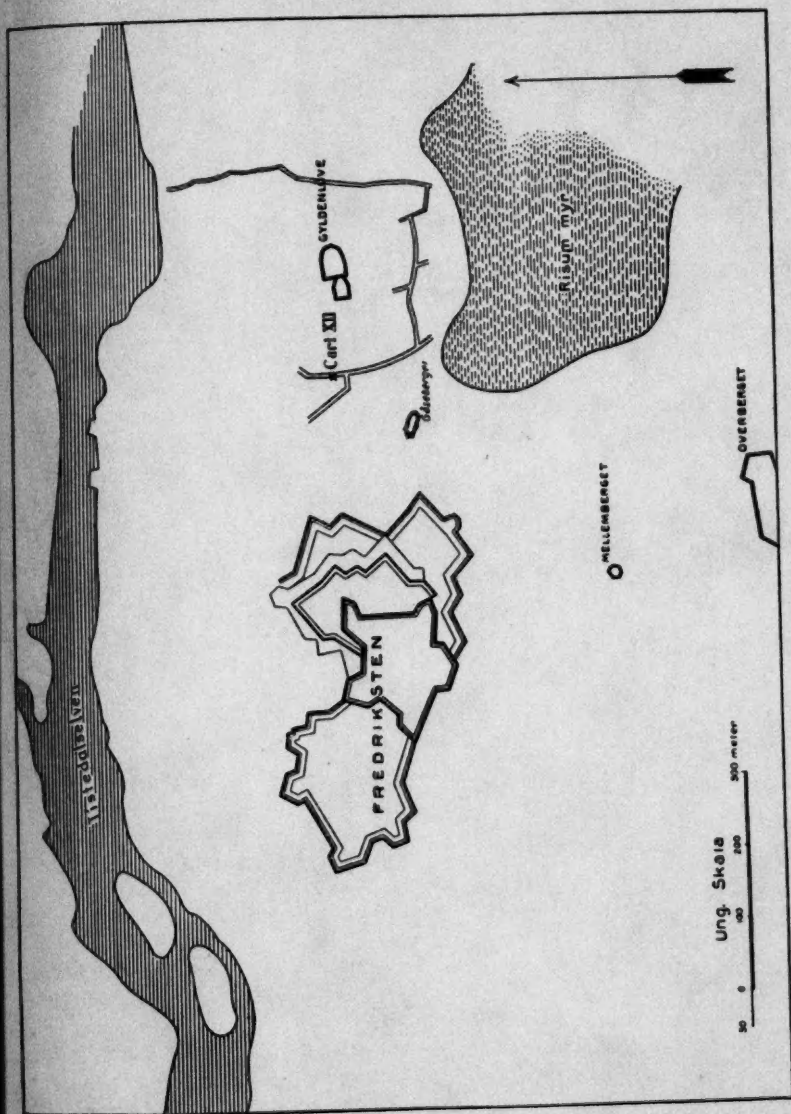 Tistedalselven
GYLDENLØVE
Carl XII
Risum myr
FREDRIKSTEN
MELLEMBERGET
OVERBERGET
Ung. Skala
50 0 100 200 300 meter